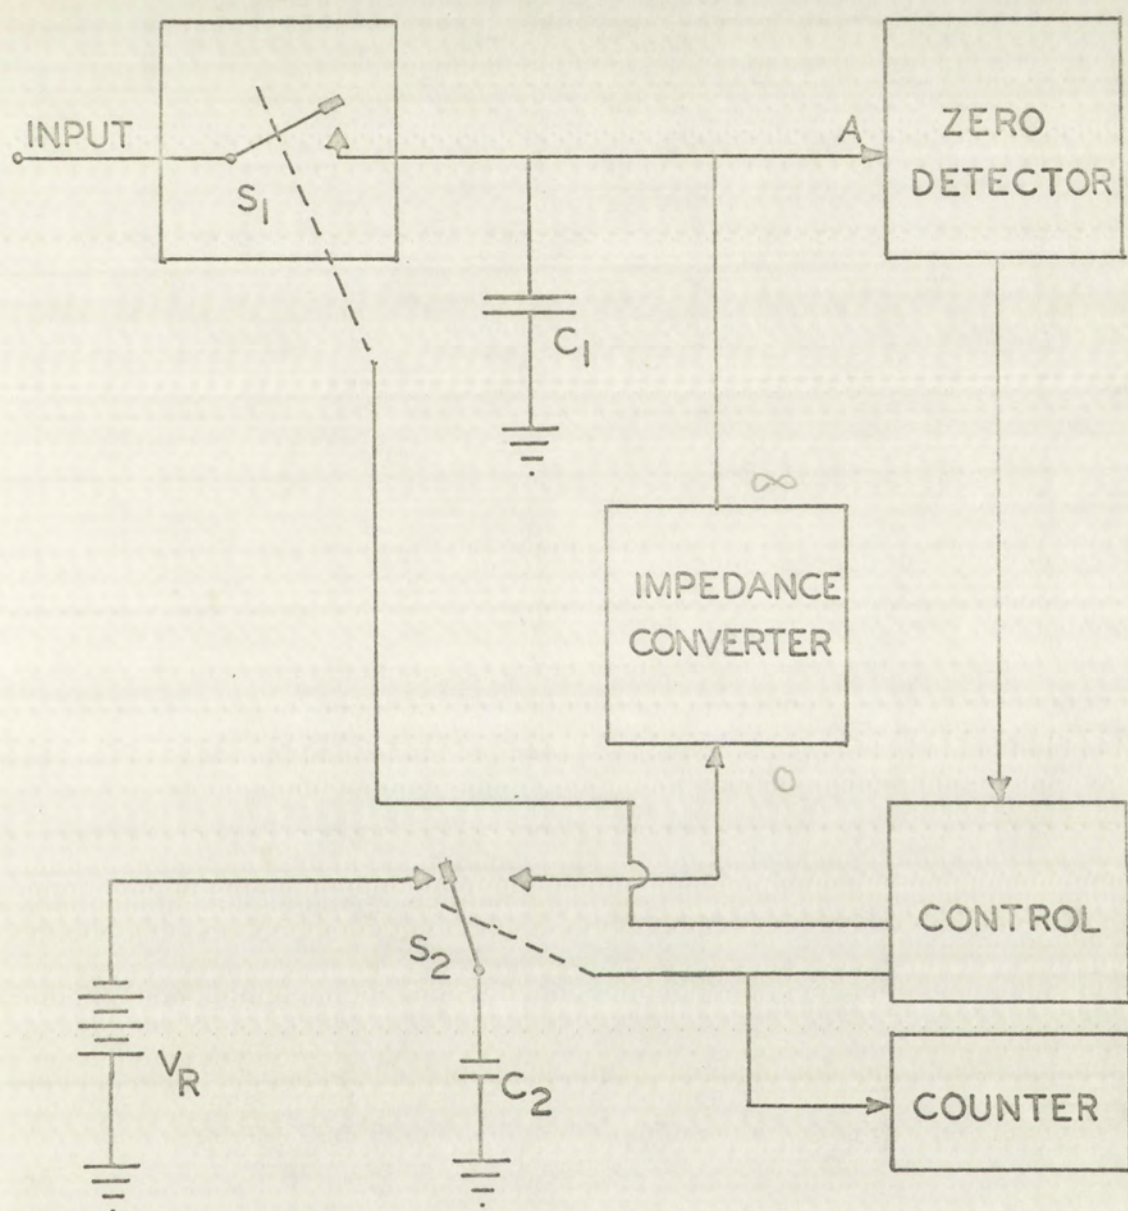 INPUT
S1
A
ZERO
DETECTOR
C1
∞
IMPEDANCE
CONVERTER
0
S2
CONTROL
VR
C2
COUNTER